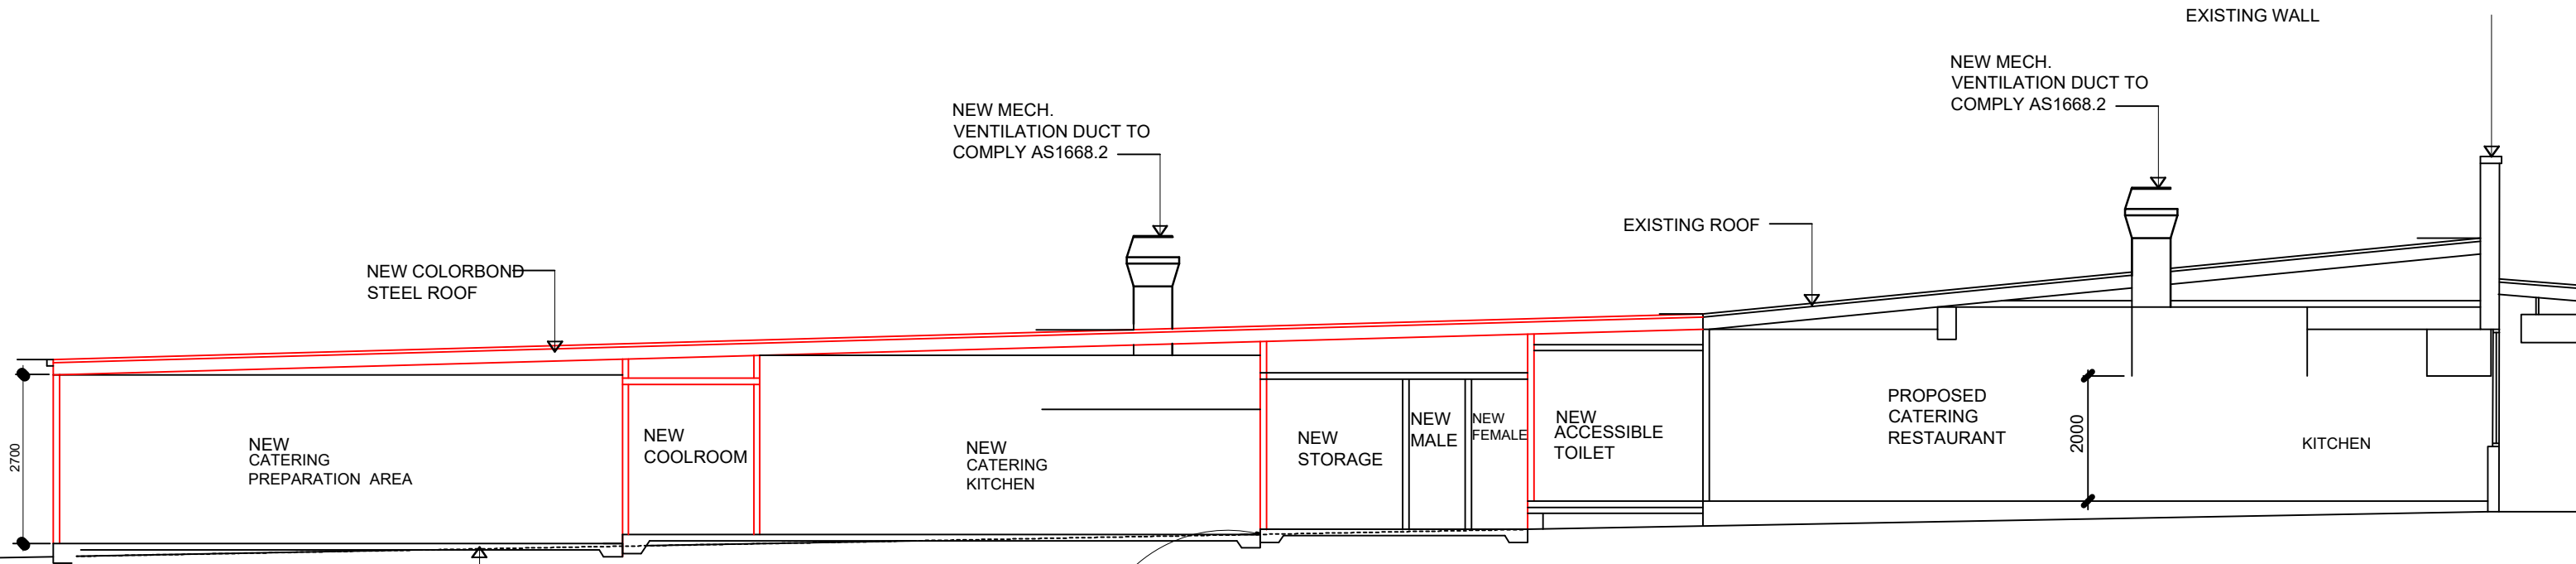 EXISTING WALL
NEW MECH.
VENTILATION DUCT TO
COMPLY AS1668.2
NEW MECH.
VENTILATION DUCT TO
COMPLY AS1668.2
EXISTING ROOF
NEW COLORBOND
STEEL ROOF
2700
NEW
CATERING
PREPARATION AREA
NEW
COOLROOM
NEW
CATERING
KITCHEN
NEW
STORAGE
NEW
MALE
NEW
FEMALE
NEW
ACCESSIBLE
TOILET
PROPOSED
CATERING
RESTAURANT
2000
KITCHEN